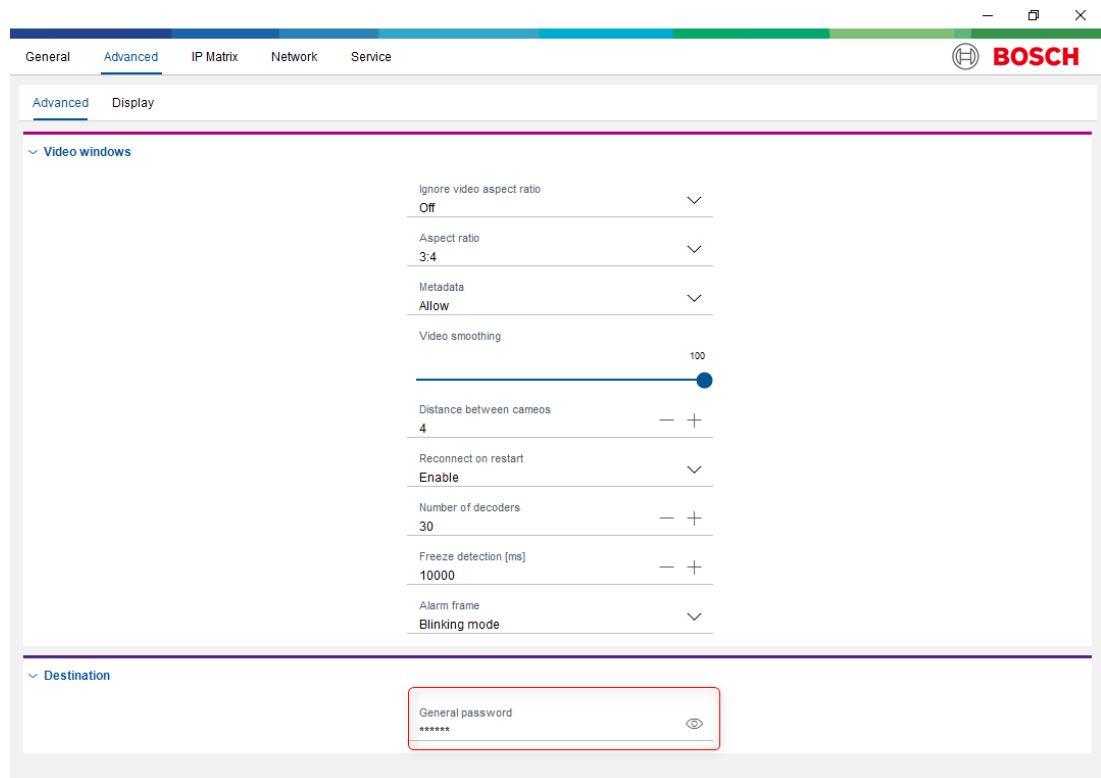 BOSCH
General Advanced IP Matrix Network Service
Advanced Display
Video windows
Ignore video aspect ratio
Off
Aspect ratio
3:4
Metadata
Allow
Video smoothing
100
Distance between cameos
4
Reconnect on restart
Enable
Number of decoders
30
Freeze detection [ms]
10000
Alarm frame
Blinking mode
Destination
General password
******